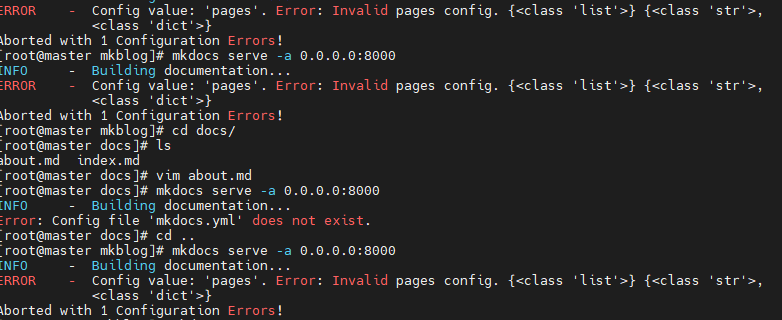 ERROR    -  Config value: 'pages'. Error: Invalid pages config. {<class 'list'>} {<class 'str'>,
            <class 'dict'>}
Aborted with 1 Configuration Errors!
[root@master mkblog]# mkdocs serve -a 0.0.0.0:8000
INFO     -  Building documentation...
ERROR    -  Config value: 'pages'. Error: Invalid pages config. {<class 'list'>} {<class 'str'>,
            <class 'dict'>}
Aborted with 1 Configuration Errors!
[root@master mkblog]# cd docs/
[root@master docs]# ls
about.md  index.md
[root@master docs]# vim about.md
[root@master docs]# mkdocs serve -a 0.0.0.0:8000
INFO     -  Building documentation...
Error: Config file 'mkdocs.yml' does not exist.
[root@master docs]# cd ..
[root@master mkblog]# mkdocs serve -a 0.0.0.0:8000
INFO     -  Building documentation...
ERROR    -  Config value: 'pages'. Error: Invalid pages config. {<class 'list'>} {<class 'str'>,
            <class 'dict'>}
Aborted with 1 Configuration Errors!